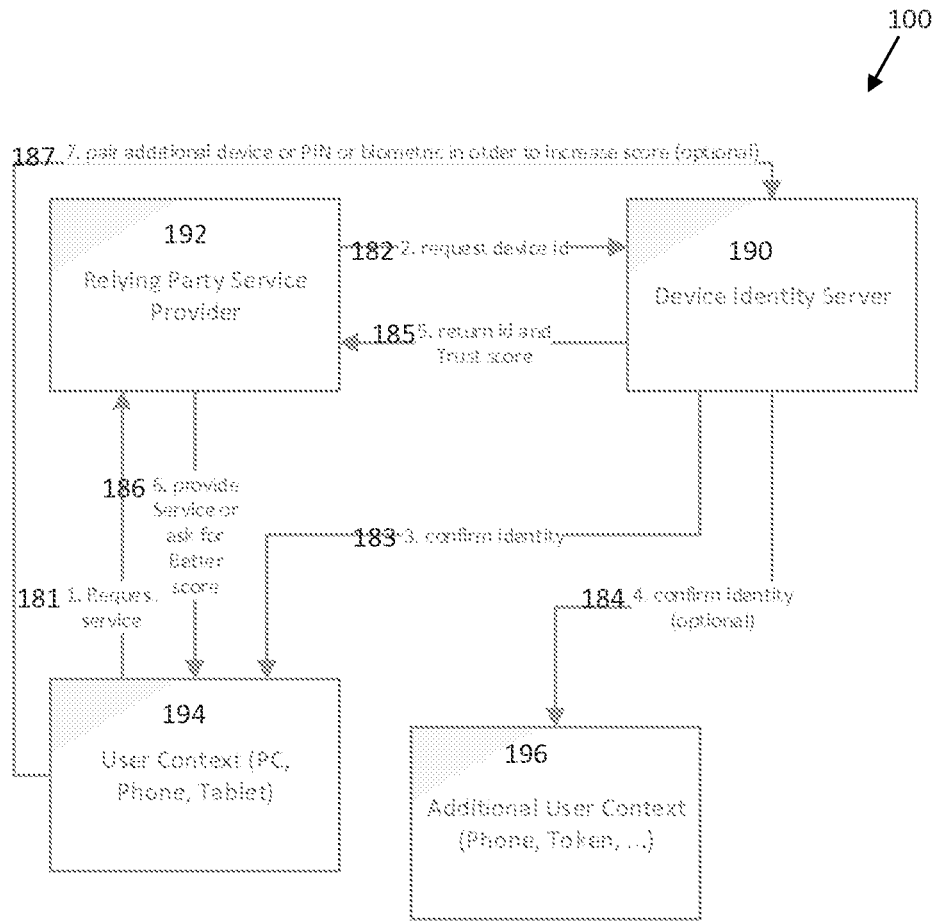 100
187 7. pair additional device or PIN or biometric in order to increase score (optional)
192
Relying Party Service
Provider
182 2. request device id
190
Device Identity Server
185 5. return id and
Trust score
186 6. provide
Service or
ask for
Better
score
183 3. confirm identity
181 1. Request
service
184 4. confirm identity
(optional)
194
User Context (PC,
Phone, Tablet)
196
Additional User Context
(Phone, Token, ...)